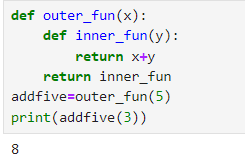 def outer_fun(x):
    def inner_fun(y):
        return x+y
    return inner_fun
addfive=outer_fun(5)
print(addfive(3))
8